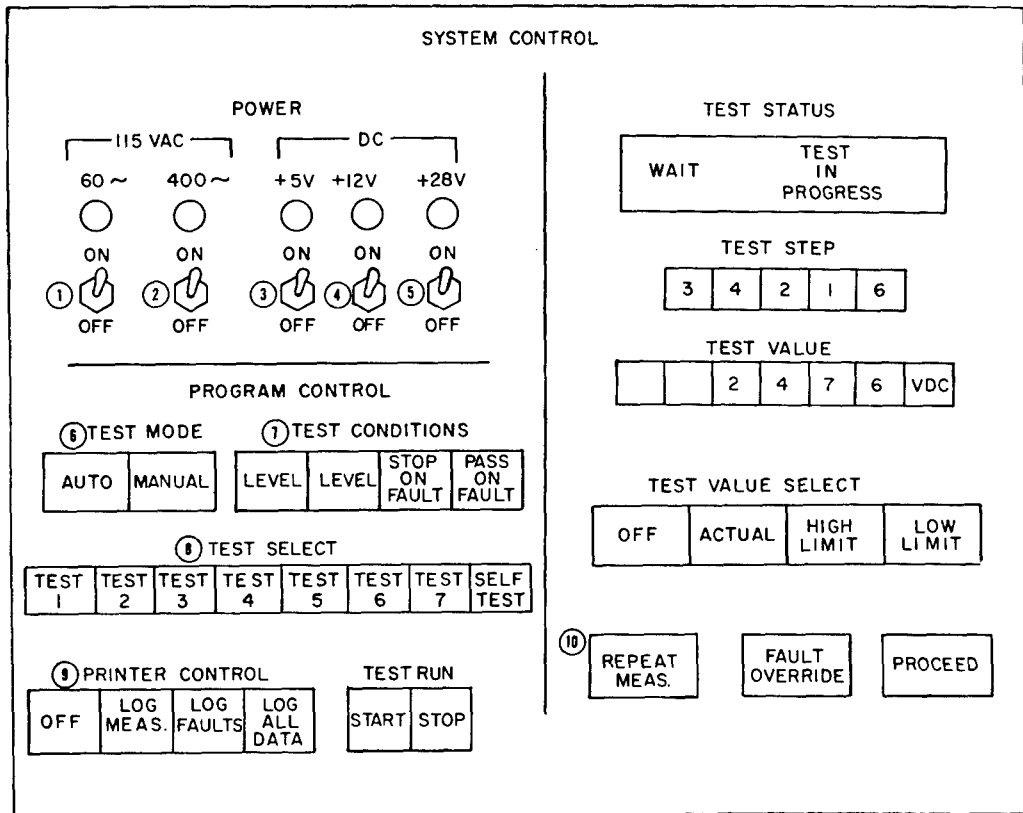 SYSTEM CONTROL
POWER
115 VAC
DC
60 ~
400 ~
+5V
+12V
+28V
ON
ON
ON
ON
ON
1
2
3
4
5
OFF
OFF
OFF
OFF
OFF
PROGRAM CONTROL
6 TEST MODE
AUTO
MANUAL
7 TEST CONDITIONS
LEVEL
LEVEL
STOP
ON
FAULT
PASS
ON
FAULT
8 TEST SELECT
TEST
1
TEST
2
TEST
3
TEST
4
TEST
5
TEST
6
TEST
7
SELF
TEST
9 PRINTER CONTROL
OFF
LOG
MEAS.
LOG
FAULTS
LOG
ALL
DATA
TEST RUN
START
STOP
TEST STATUS
WAIT
TEST
IN
PROGRESS
TEST STEP
3 4 2 1 6
TEST VALUE
2 4 7 6 VDC
TEST VALUE SELECT
OFF
ACTUAL
HIGH
LIMIT
LOW
LIMIT
10
REPEAT
MEAS.
FAULT
OVERRIDE
PROCEED